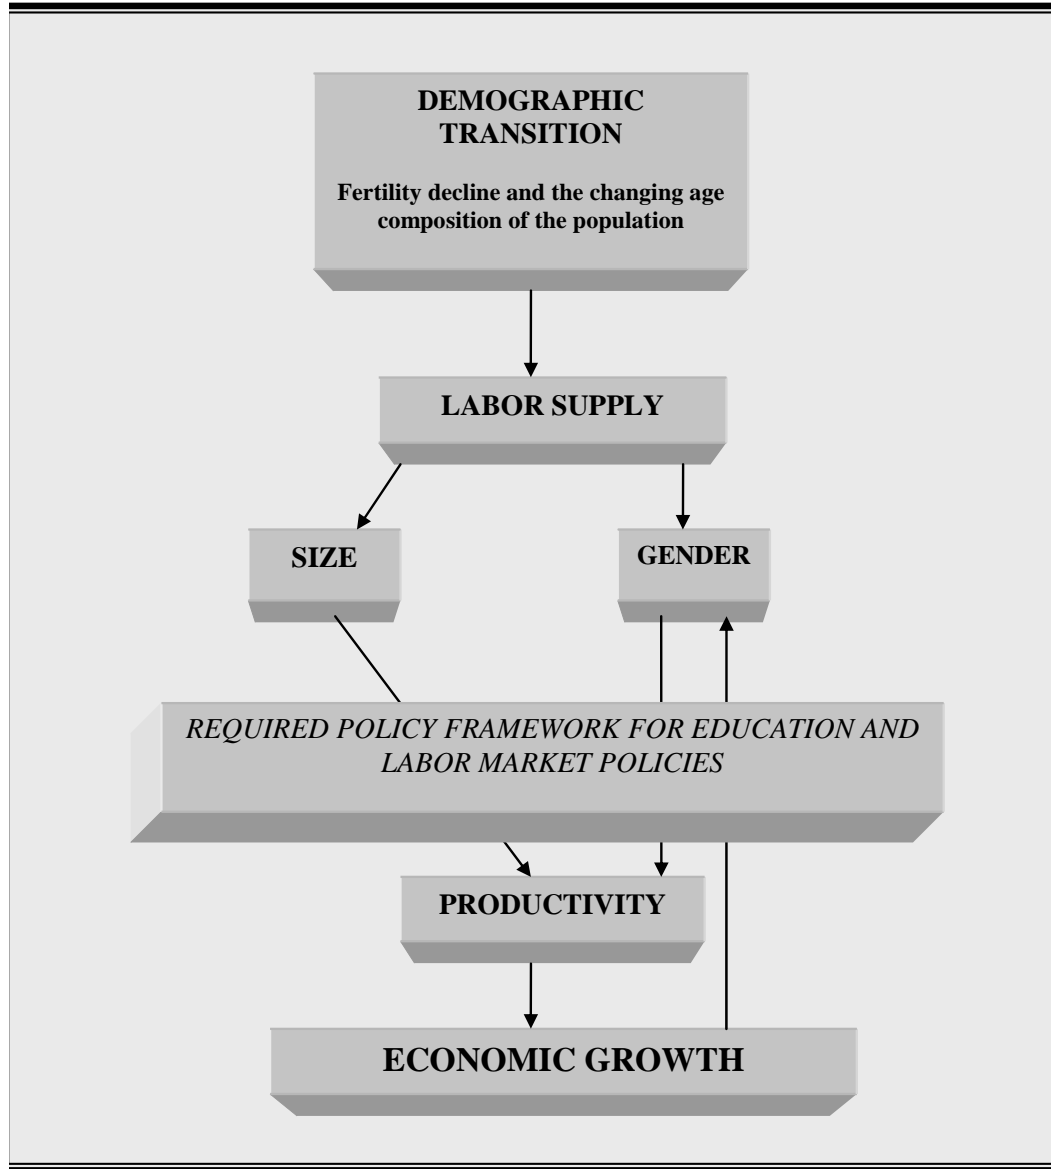 DEMOGRAPHIC
TRANSITION
Fertility decline and the changing age
composition of the population
LABOR SUPPLY
SIZE
GENDER
REQUIRED POLICY FRAMEWORK FOR EDUCATION AND
LABOR MARKET POLICIES
PRODUCTIVITY
ECONOMIC GROWTH